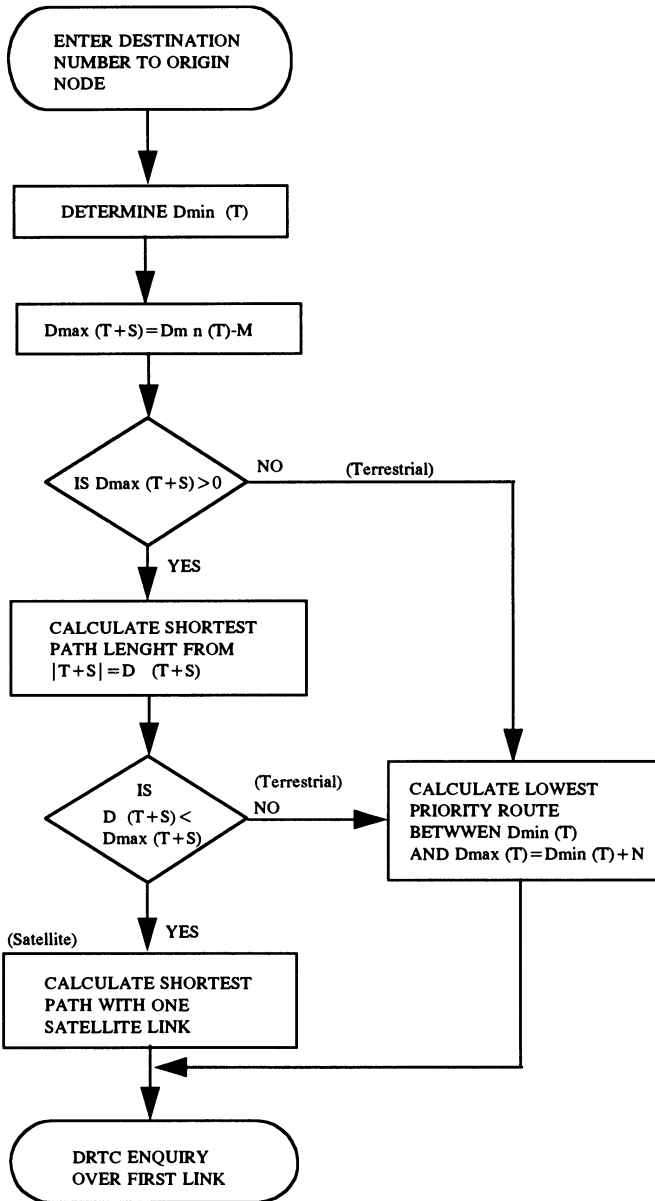 ENTER DESTINATION
NUMBER TO ORIGIN
NODE
DETERMINE Dmin (T)
Dmax (T+S)=Dm n (T)-M
IS Dmax (T+S)>0
NO
(Terrestrial)
YES
CALCULATE SHORTEST
PATH LENGHT FROM
|T+S|=D (T+S)
IS
D (T+S)<
Dmax (T+S)
(Terrestrial)
NO
CALCULATE LOWEST
PRIORITY ROUTE
BETWWEN Dmin (T)
AND Dmax (T)=Dmin (T)+N
YES
(Satellite)
CALCULATE SHORTEST
PATH WITH ONE
SATELLITE LINK
DRTC ENQUIRY
OVER FIRST LINK